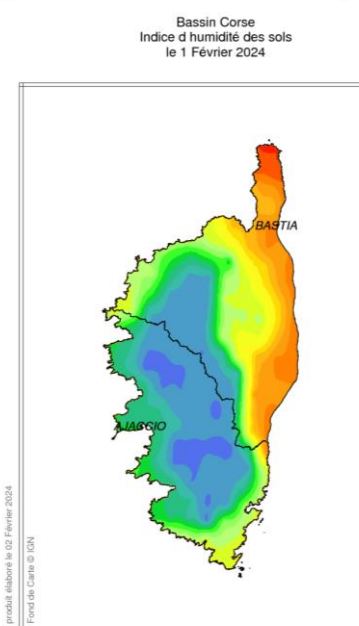 Bassin Corse
Indice d humidité des sols
le 1 Février 2024
BASTIA
AJACCIO
produit élaboré le 02 Février 2024
Fond de Carte © IGN